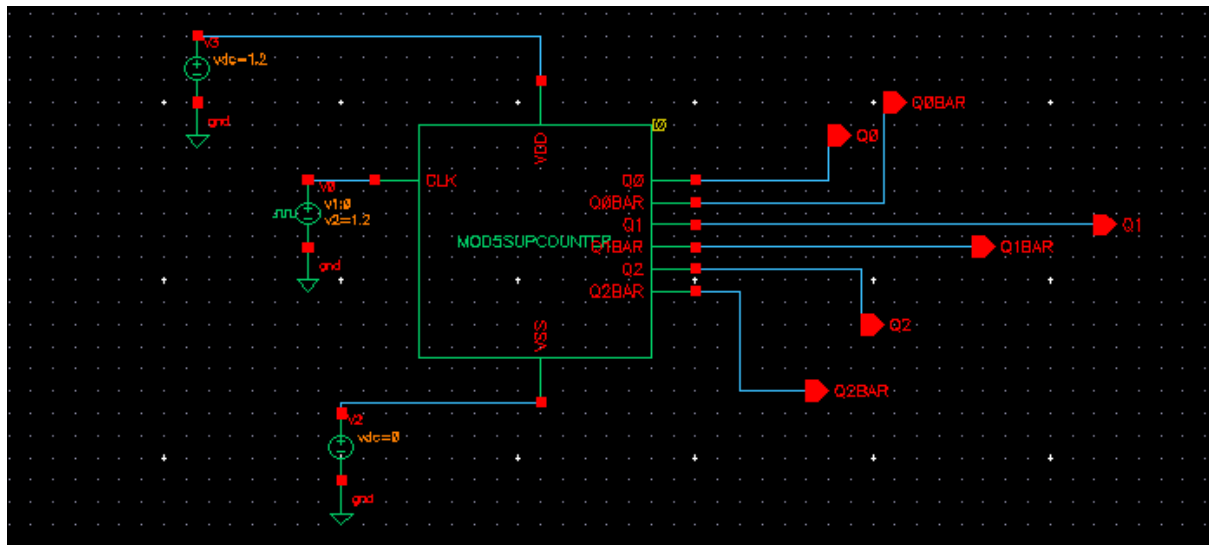 V3
vdc=1.2
gnd
Q0BAR
Q0
VDD
I0
CLK
V0
v1:0
v2=1.2
gnd
MOD5SUPCOUNTER
Q0
Q0BAR
Q1
Q1BAR
Q2
Q2BAR
Q1
Q1BAR
Q2
Q2BAR
VSS
V2
vdc=0
gnd